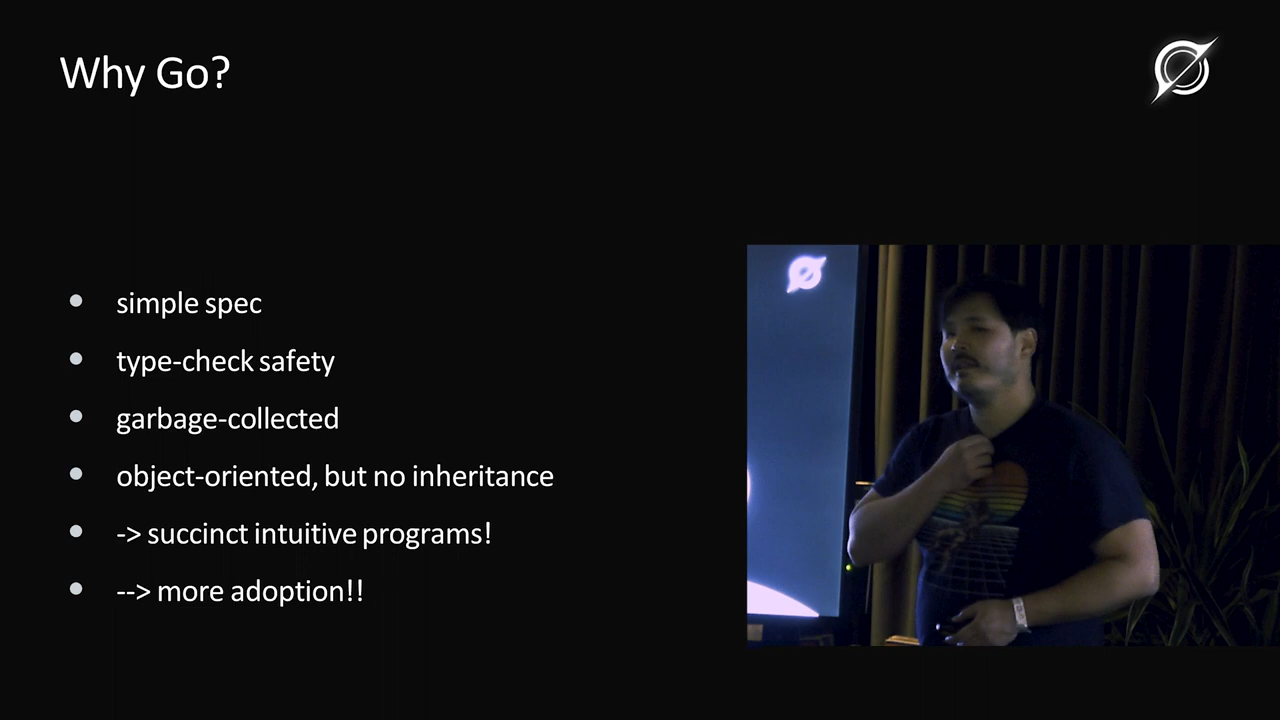 Why Go?
simple spec
type-check safety
garbage-collected
object-oriented, but no inheritance
-> succinct intuitive programs!
--> more adoption!!